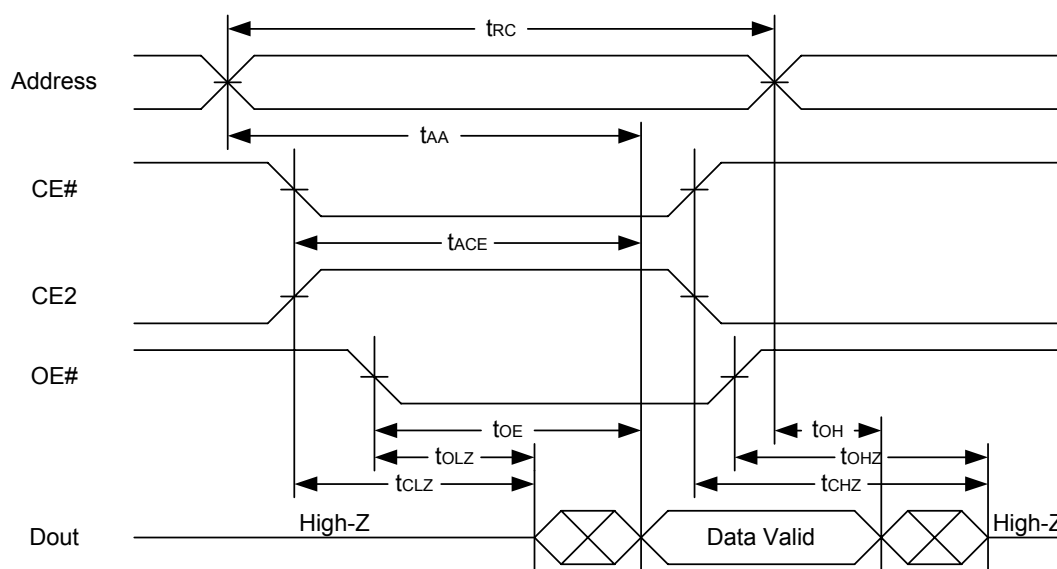 tRC
Address
tAA
CE#
tACE
CE2
OE#
tOE
tOH
tOLZ
tOHZ
tCLZ
tCHZ
High-Z
Data Valid
High-Z
Dout